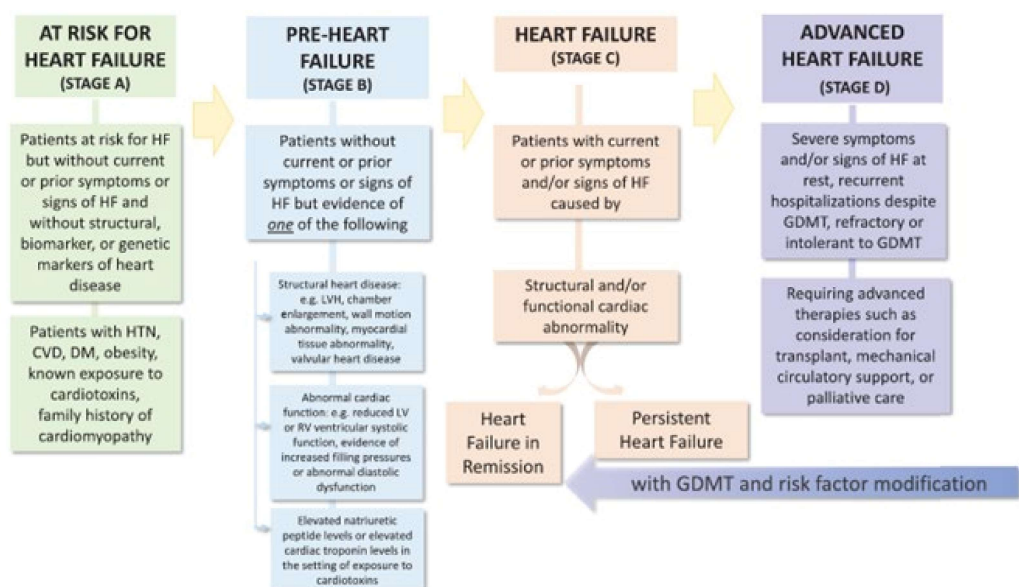 AT RISK FOR
HEART FAILURE
(STAGE A)
Patients at risk for HF
but without current
or prior symptoms or
signs of HF and
without structural,
biomarker, or genetic
markers of heart
disease
Patients with HTN,
CVD, DM, obesity,
known exposure to
cardiotoxins,
family history of
cardiomyopathy
PRE-HEART
FAILURE
(STAGE B)
Patients without
current or prior
symptoms or signs of
HF but evidence of
one of the following
Structural heart disease:
e.g. LVH, chamber
enlargement, wall motion
abnormality, myocardial
tissue abnormality,
valvular heart disease
Abnormal cardiac
function: e.g. reduced LV
or RV ventricular systolic
function, evidence of
increased filling pressures
or abnormal diastolic
dysfunction
Elevated natriuretic
peptide levels or elevated
cardiac troponin levels in
the setting of exposure to
cardiotoxins
HEART FAILURE
(STAGE C)
Patients with current
or prior symptoms
and/or signs of HF
caused by
Structural and/or
functional cardiac
abnormality
Heart
Failure in
Remission
Persistent
Heart Failure
ADVANCED
HEART FAILURE
(STAGE D)
Severe symptoms
and/or signs of HF at
rest, recurrent
hospitalizations despite
GDMT, refractory or
intolerant to GDMT
Requiring advanced
therapies such as
consideration for
transplant, mechanical
circulatory support, or
palliative care
with GDMT and risk factor modification